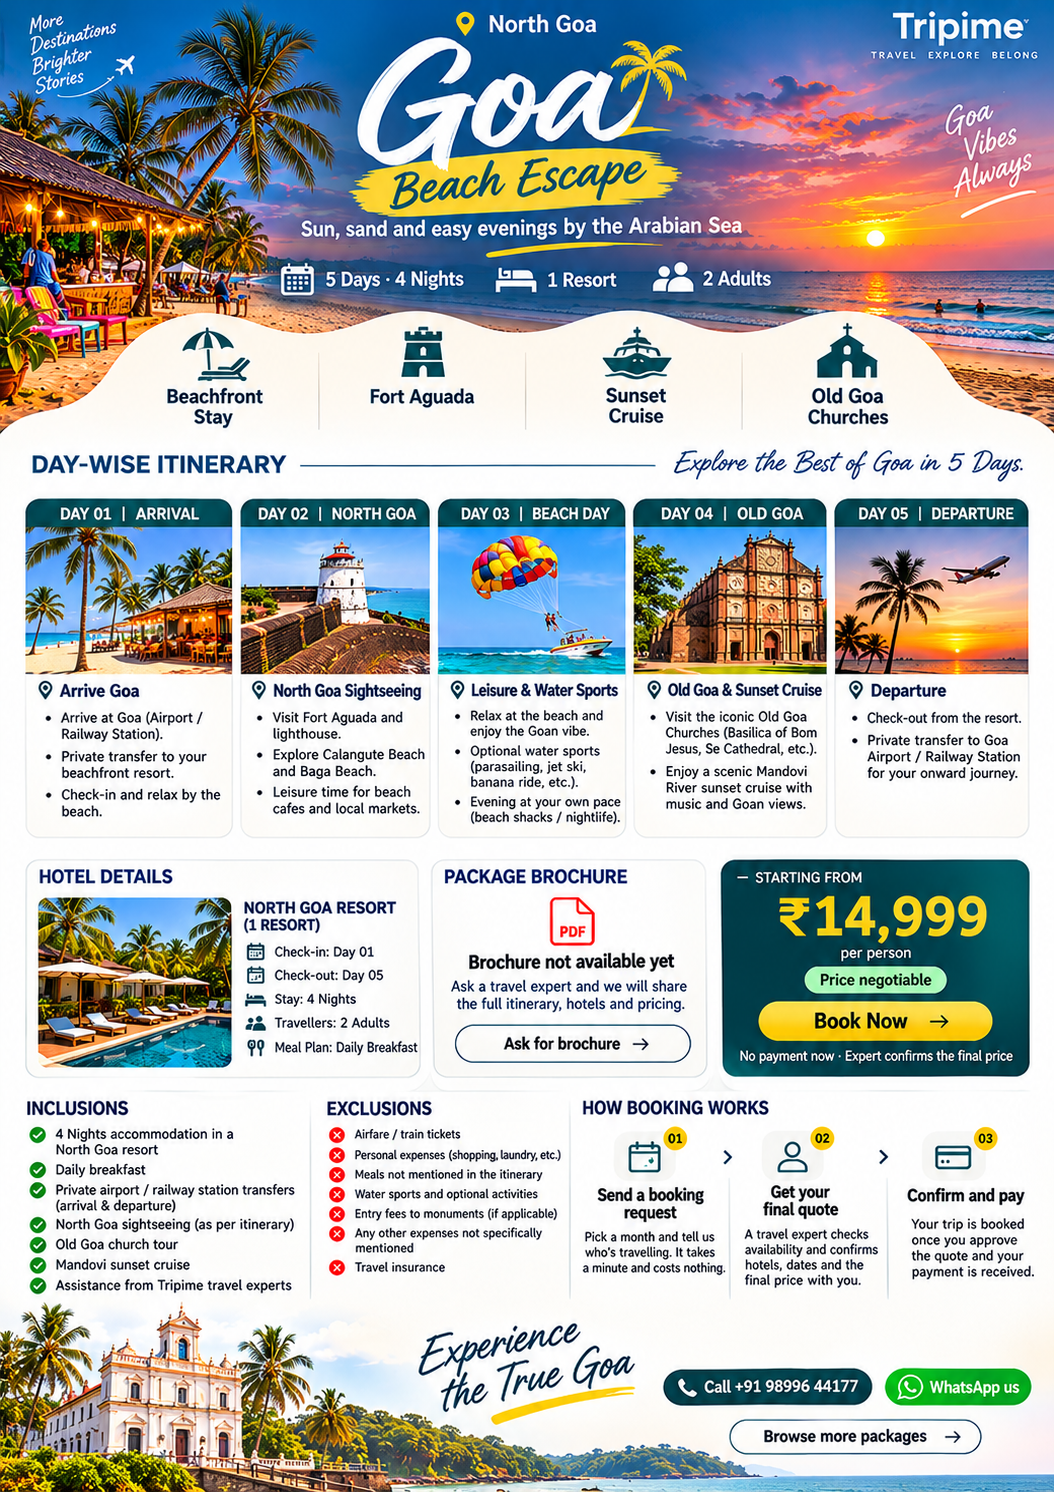 More
Destinations
Brighter
Stories
North Goa
Tripime
TRAVEL EXPLORE BELONG
Goa
Beach Escape
Goa
Vibes
Always
Sun, sand and easy evenings by the Arabian Sea
5 Days · 4 Nights
1 Resort
2 Adults
Beachfront
Stay
Fort Aguada
Sunset
Cruise
Old Goa
Churches
DAY-WISE ITINERARY
Explore the Best of Goa in 5 Days.
DAY 01 | ARRIVAL
Arrive Goa
• Arrive at Goa (Airport /
Railway Station).
• Private transfer to your
beachfront resort.
• Check-in and relax by the
beach.
DAY 02 | NORTH GOA
North Goa Sightseeing
• Visit Fort Aguada and
lighthouse.
• Explore Calangute Beach
and Baga Beach.
• Leisure time for beach
cafes and local markets.
DAY 03 | BEACH DAY
Leisure & Water Sports
• Relax at the beach and
enjoy the Goan vibe.
• Optional water sports
(parasailing, jet ski,
banana ride, etc.).
• Evening at your own pace
(beach shacks / nightlife).
DAY 04 | OLD GOA
Old Goa & Sunset Cruise
• Visit the iconic Old Goa
Churches (Basilica of Bom
Jesus, Se Cathedral, etc.).
• Enjoy a scenic Mandovi
River sunset cruise with
music and Goan views.
DAY 05 | DEPARTURE
Departure
• Check-out from the resort.
• Private transfer to Goa
Airport / Railway Station
for your onward journey.
HOTEL DETAILS
NORTH GOA RESORT
(1 RESORT)
Check-in: Day 01
Check-out: Day 05
Stay: 4 Nights
Travellers: 2 Adults
Meal Plan: Daily Breakfast
PACKAGE BROCHURE
PDF
Brochure not available yet
Ask a travel expert and we will share
the full itinerary, hotels and pricing.
Ask for brochure →
— STARTING FROM
₹14,999
per person
Price negotiable
Book Now →
No payment now · Expert confirms the final price
INCLUSIONS
4 Nights accommodation in a
North Goa resort
Daily breakfast
Private airport / railway station transfers
(arrival & departure)
North Goa sightseeing (as per itinerary)
Old Goa church tour
Mandovi sunset cruise
Assistance from Tripime travel experts
EXCLUSIONS
Airfare / train tickets
Personal expenses (shopping, laundry, etc.)
Meals not mentioned in the itinerary
Water sports and optional activities
Entry fees to monuments (if applicable)
Any other expenses not specifically
mentioned
Travel insurance
HOW BOOKING WORKS
01
Send a booking
request
Pick a month and tell us
who's travelling. It takes
a minute and costs nothing.
02
Get your
final quote
A travel expert checks
availability and confirms
hotels, dates and the
final price with you.
03
Confirm and pay
Your trip is booked
once you approve
the quote and your
payment is received.
Experience
the True Goa
Call +91 98996 44177
WhatsApp us
Browse more packages →